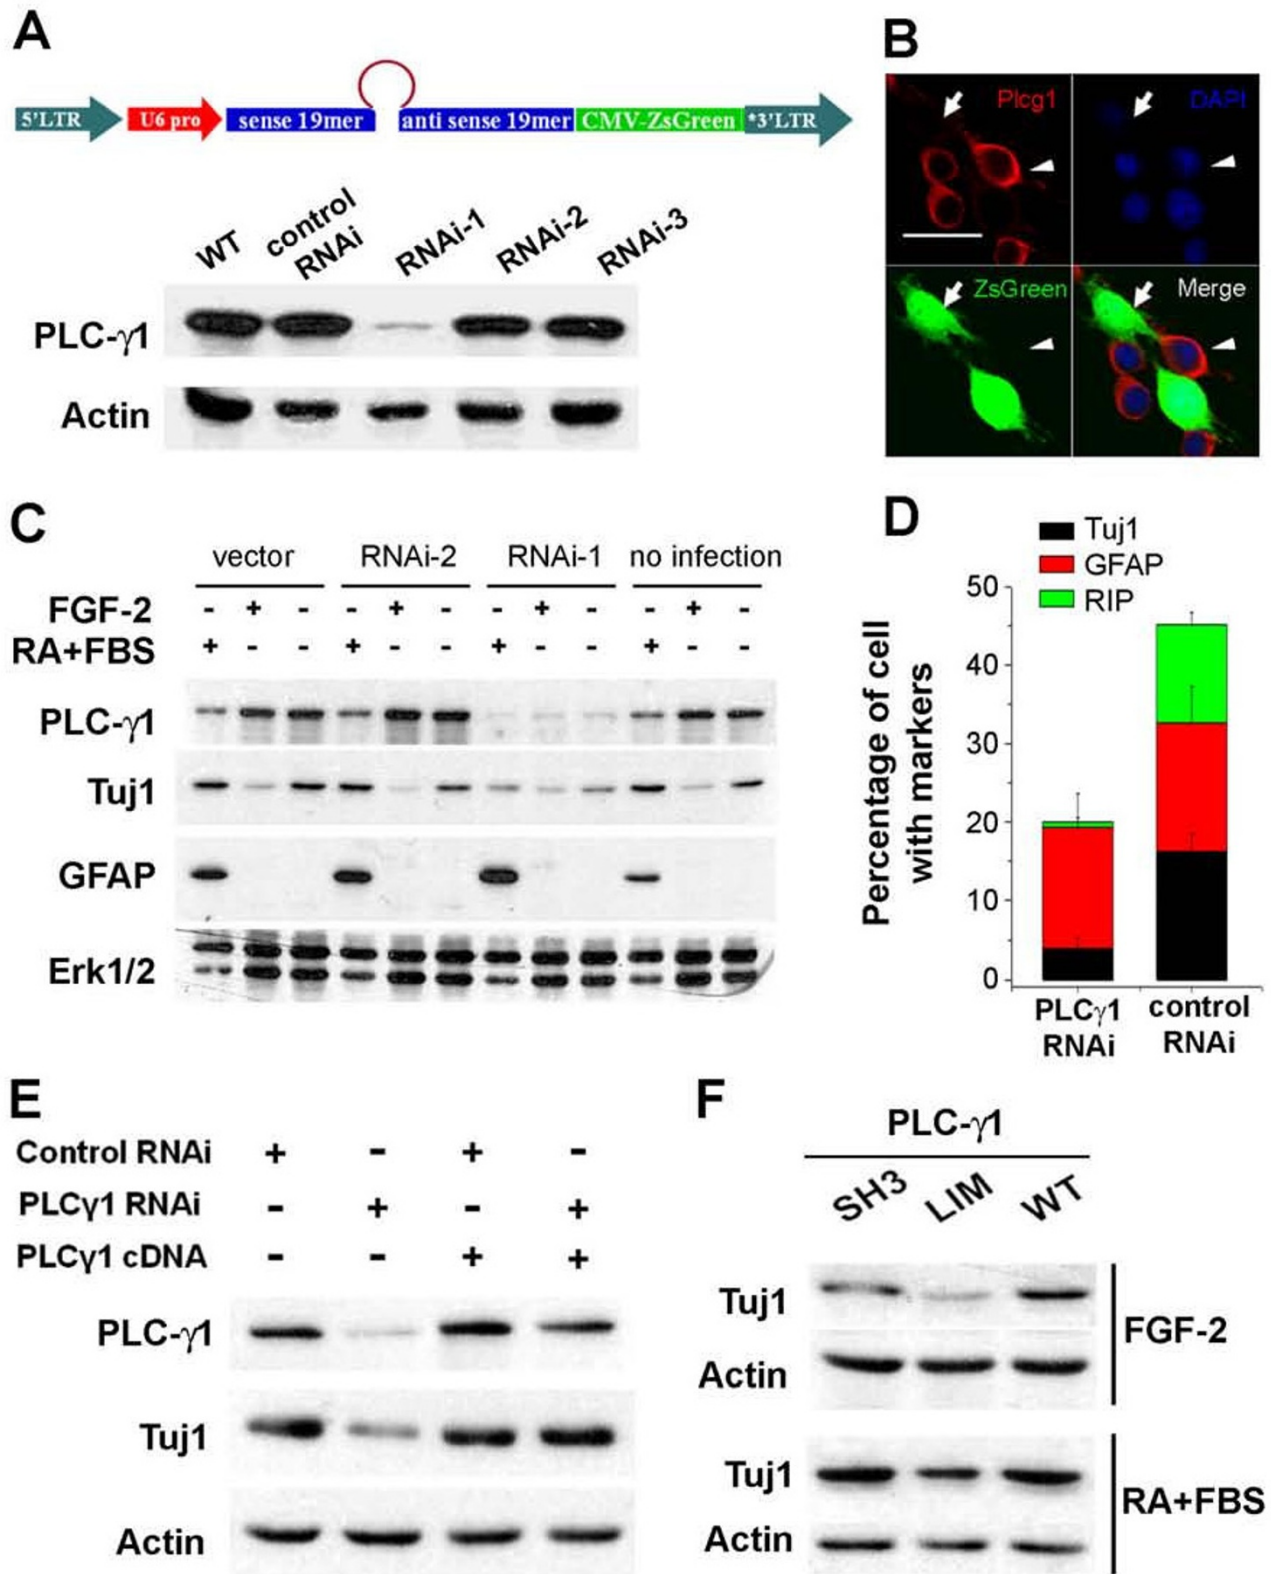 A
5'LTR U6 pro sense 19mer anti sense 19mer CMV-ZsGreen *3'LTR
WT control RNAi RNAi-1 RNAi-2 RNAi-3
PLC-γ1
Actin
B
Plcg1 DAPI
ZsGreen Merge
C
vector RNAi-2 RNAi-1 no infection
FGF-2 - + - - + - - + - - + -
RA+FBS + - - + - - + - - + - -
PLC-γ1
Tuj1
GFAP
Erk1/2
D
Tuj1
GFAP
RIP
Percentage of cell
with markers
50
40
30
20
10
0
PLCγ1 control
RNAi RNAi
E
Control RNAi + - + -
PLCγ1 RNAi - + - +
PLCγ1 cDNA - - + +
PLC-γ1
Tuj1
Actin
F
PLC-γ1
SH3 LIM WT
Tuj1
Actin
FGF-2
Tuj1
Actin
RA+FBS